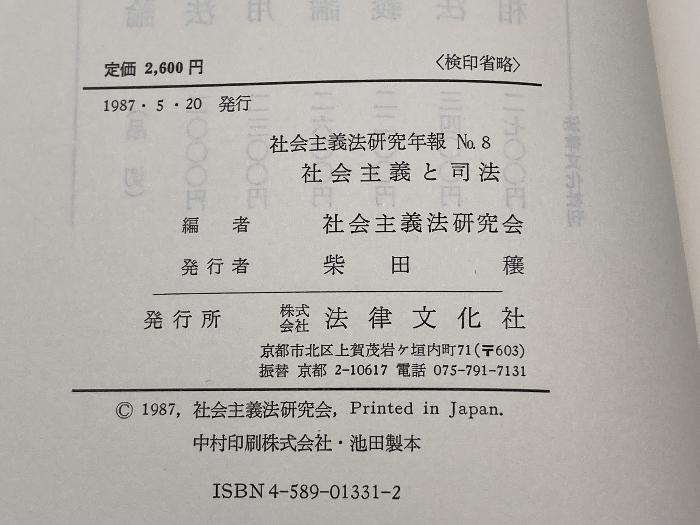 定価 2,600円 〈検印省略〉
1987・5・20 発行
社会主義法研究年報 No.8
社会主義と司法
編者 社会主義法研究会
発行者 柴田 穣
発行所 株式会社 法律文化社
京都市北区上賀茂岩ケ垣内町71(〒603)
振替 京都 2-10617 電話 075-791-7131
© 1987, 社会主義法研究会, Printed in Japan.
中村印刷株式会社・池田製本
ISBN4-589-01331-2